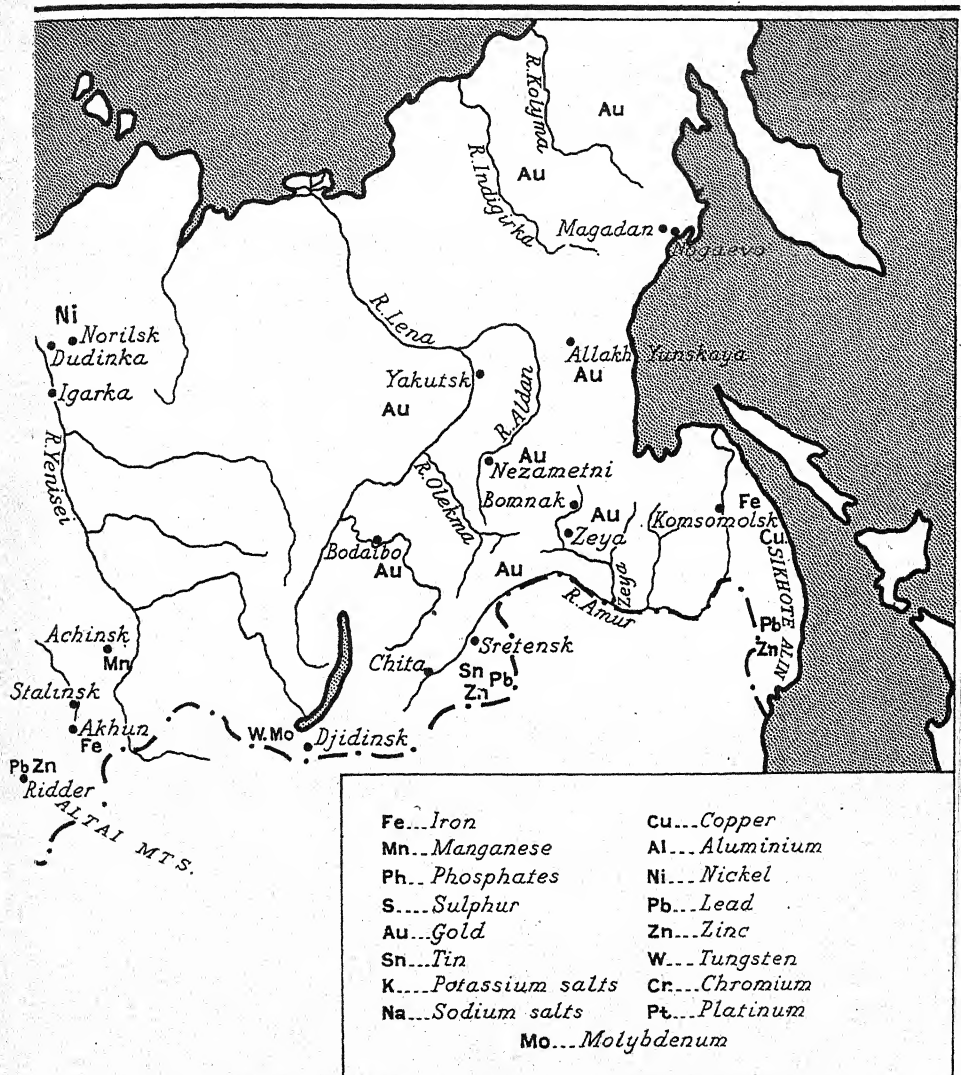 R. Kolyma
Au
R. Indigirka
Au
Magadan
Nogaevo
Ni
Norilsk
Dudinka
Igarka
R. Lena
Yakutsk
Au
Allakh Yunskaya
Au
R. Aldan
R. Yenisei
R. Olekma
Au
Nezametni
Bomnak
Au
Zeya
Zeya
Komsomolsk
Fe
Cu
SIKHOTE ALIN
Bodaibo
Au
Au
R. Amur
Pb
Zn
Achinsk
Mn
Chita
Sretensk
Sn
Zn Pb
Stalinsk
Akhun
Fe
W. Mo
Djidinsk
Pb Zn
Ridder
ALTAI MTS.
Fe...Iron
Mn...Manganese
Ph..Phosphates
S....Sulphur
Au...Gold
Sn...Tin
K....Potassium salts
Na...Sodium salts
Cu...Copper
Al...Aluminium
Ni...Nickel
Pb...Lead
Zn...Zinc
W...Tungsten
Cr...Chromium
Pt...Platinum
Mo...Molybdenum